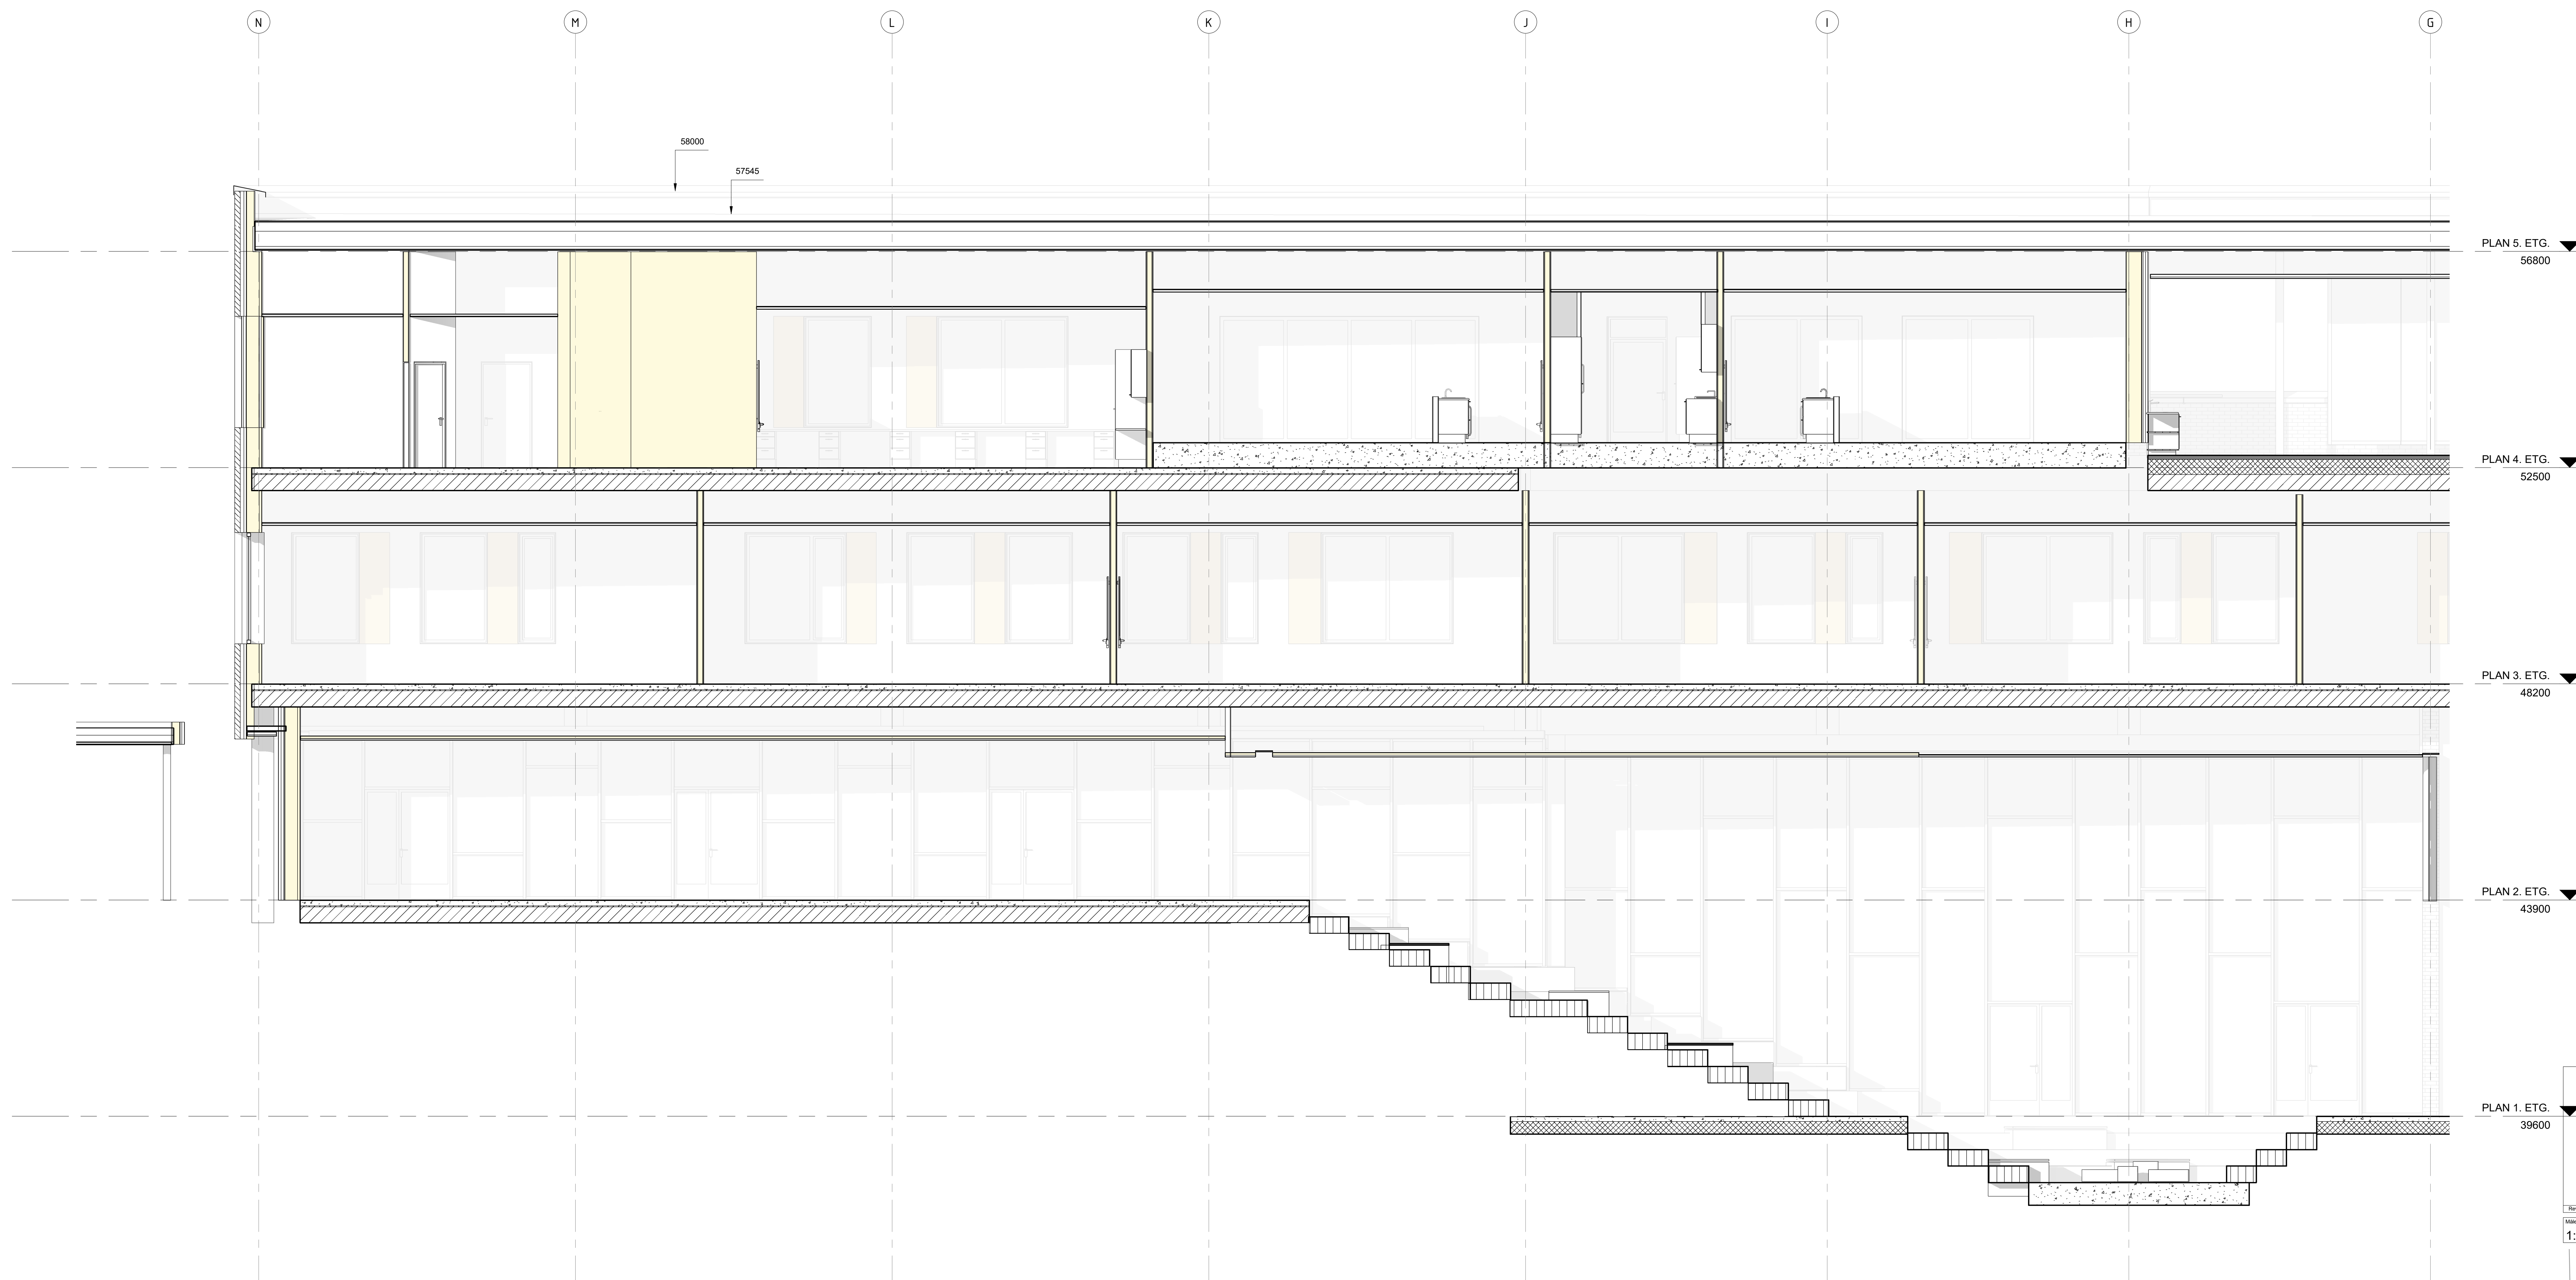 N M L K J I H G
58000
57545
PLAN 5. ETG.
56800
PLAN 4. ETG.
52500
PLAN 3. ETG.
48200
PLAN 2. ETG.
43900
PLAN 1. ETG.
39600
1: